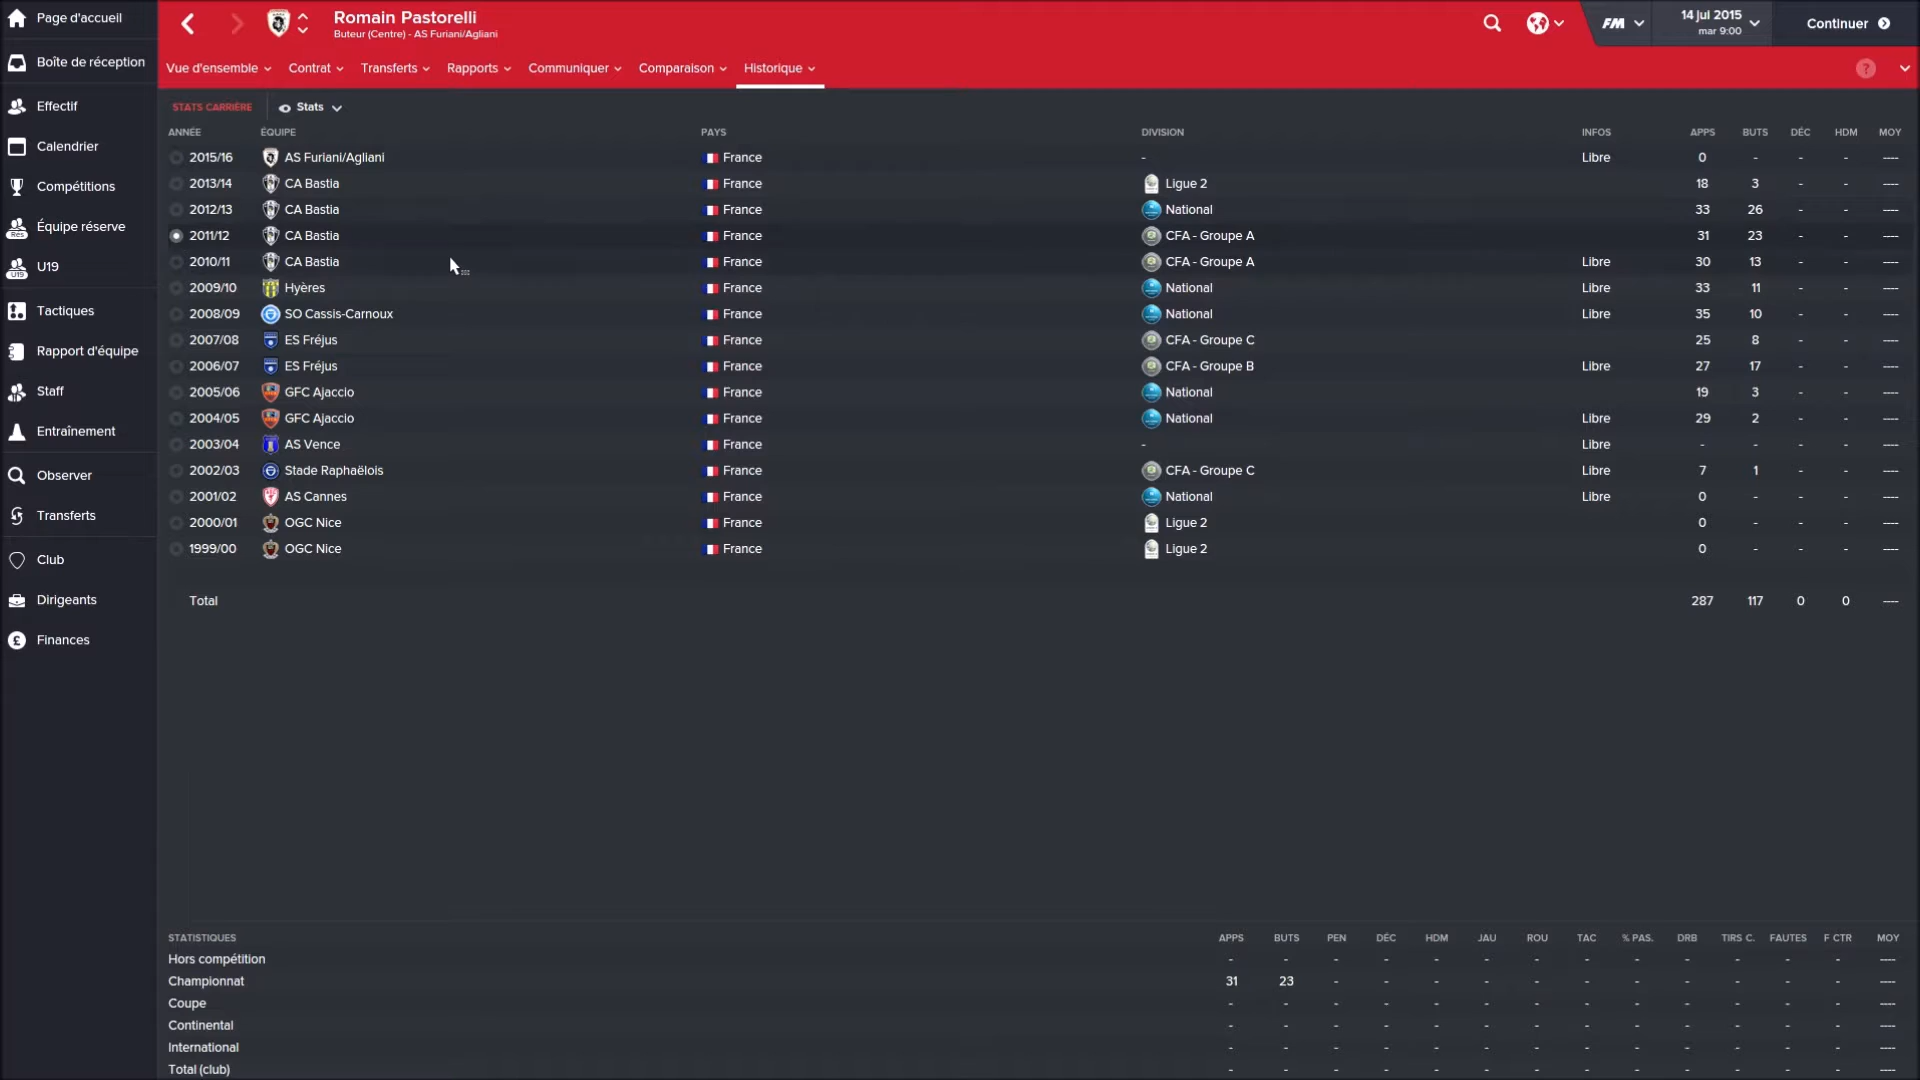 Page d'accueil
Romain Pastorelli
Buteur (Centre) - AS Furiani/Agliani
FM
14 jul 2015
mar 9:00
Continuer
Boîte de réception
Vue d'ensemble Contrat Transferts Rapports Communiquer Comparaison Historique ?
Effectif
Calendrier
Compétitions
Équipe réserve
U19
Tactiques
Rapport d'équipe
Staff
Entraînement
Observer
Transferts
Club
Dirigeants
Finances
STATS CARRIÈRE Stats
ANNÉE ÉQUIPE PAYS DIVISION INFOS APPS BUTS DÉC HDM MOY
2015/16 AS Furiani/Agliani France - Libre 0 - - - ----
2013/14 CA Bastia France Ligue 2 18 3 - - ----
2012/13 CA Bastia France National 33 26 - - ----
2011/12 CA Bastia France CFA - Groupe A 31 23 - - ----
2010/11 CA Bastia France CFA - Groupe A Libre 30 13 - - ----
2009/10 Hyères France National Libre 33 11 - - ----
2008/09 SO Cassis-Carnoux France National Libre 35 10 - - ----
2007/08 ES Fréjus France CFA - Groupe C 25 8 - - ----
2006/07 ES Fréjus France CFA - Groupe B Libre 27 17 - - ----
2005/06 GFC Ajaccio France National 19 3 - - ----
2004/05 GFC Ajaccio France National Libre 29 2 - - ----
2003/04 AS Vence France - Libre - - - - ----
2002/03 Stade Raphaëlois France CFA - Groupe C Libre 7 1 - - ----
2001/02 AS Cannes France National Libre 0 - - - ----
2000/01 OGC Nice France Ligue 2 0 - - - ----
1999/00 OGC Nice France Ligue 2 0 - - - ----
Total 287 117 0 0 ----
STATISTIQUES APPS BUTS PEN DÉC HDM JAU ROU TAC % PAS. DRB TIRS C. FAUTES F CTR MOY
Hors compétition - - - - - - - - - - - - - ----
Championnat 31 23 - - - - - - - - - - - ----
Coupe - - - - - - - - - - - - - ----
Continental - - - - - - - - - - - - - ----
International - - - - - - - - - - - - - ----
Total (club) - - - - - - - - - - - - - ----